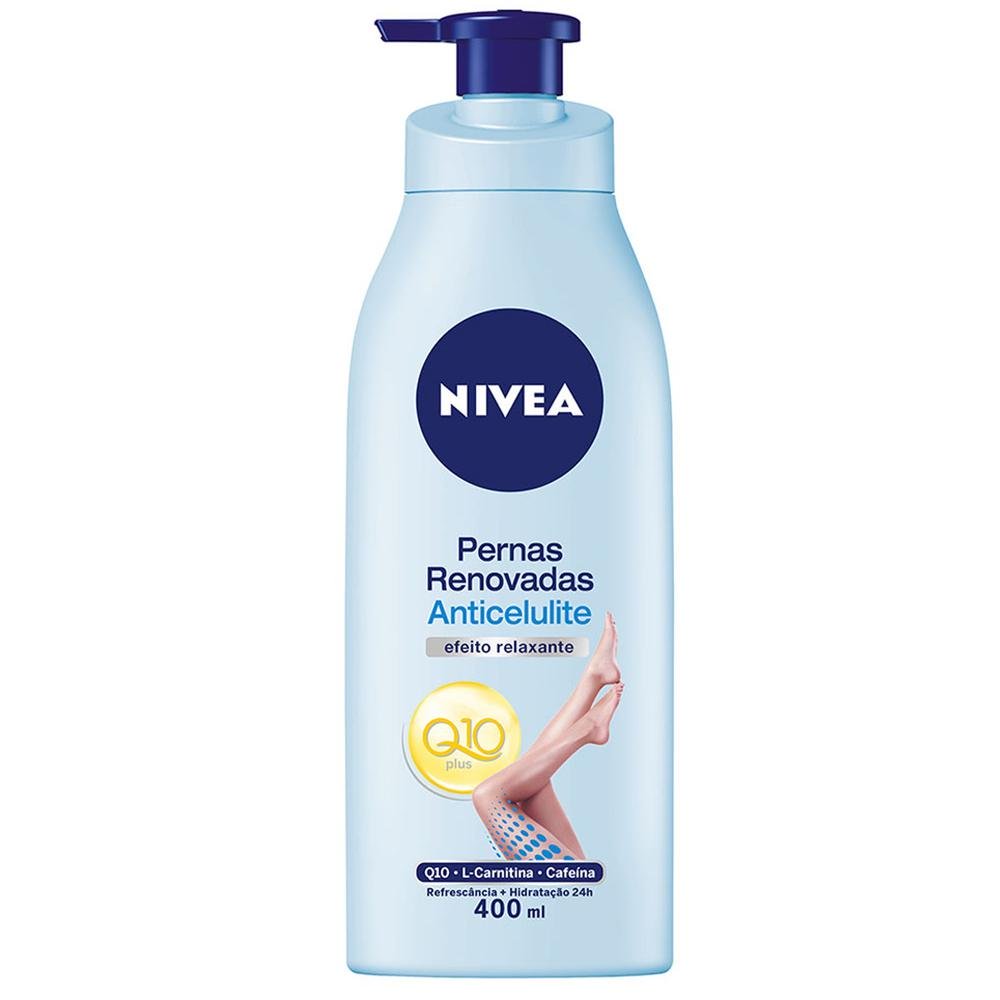 NIVEA
Pernas
Renovadas
Anticelulite
efeito relaxante
Q10
plus
Q10 • L-Carnitina • Cafeína
Refrescância + Hidratação 24h
400 ml